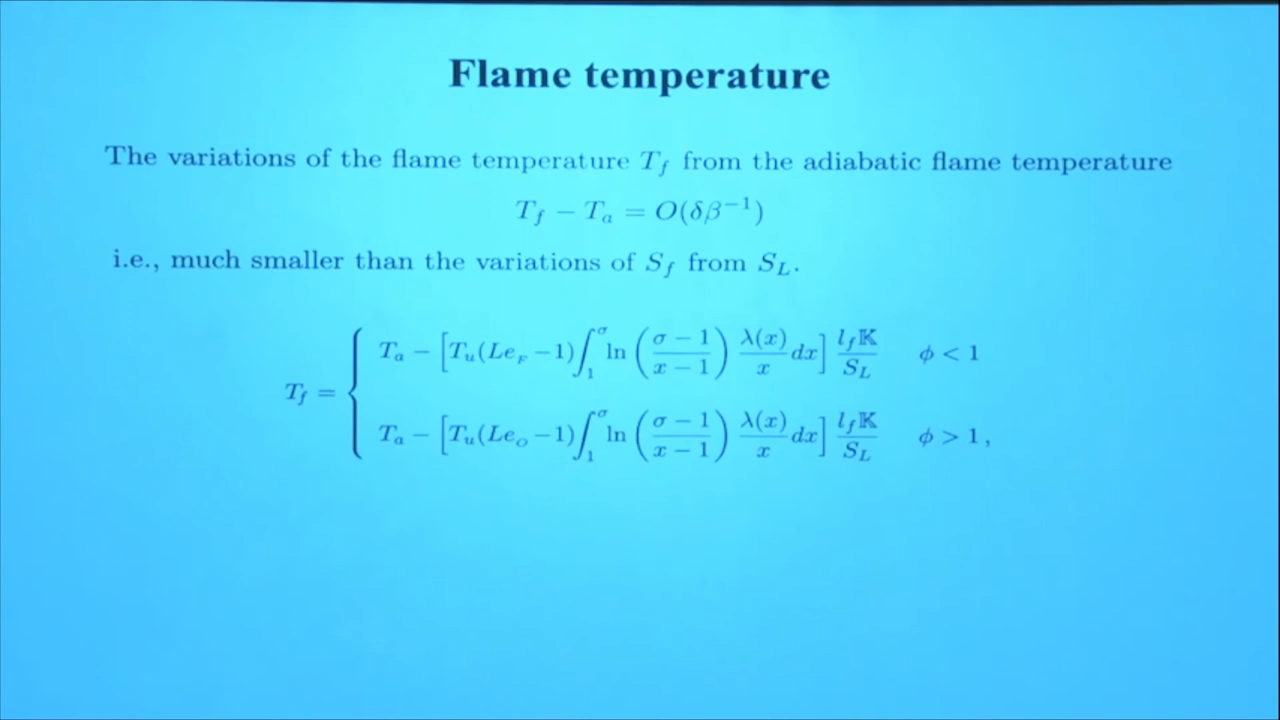 Flame temperature
The variations of the flame temperature T_f from the adiabatic flame temperature
T_f − T_a = O(δβ⁻¹)
i.e., much smaller than the variations of S_f from S_L.
T_f = { T_a − [T_u(Le_F −1)∫₁^σ ln((σ − 1)/(x − 1)) λ(x)/x dx] l_f𝕂/S_L φ < 1
T_a − [T_u(Le_O −1)∫₁^σ ln((σ − 1)/(x − 1)) λ(x)/x dx] l_f𝕂/S_L φ > 1,